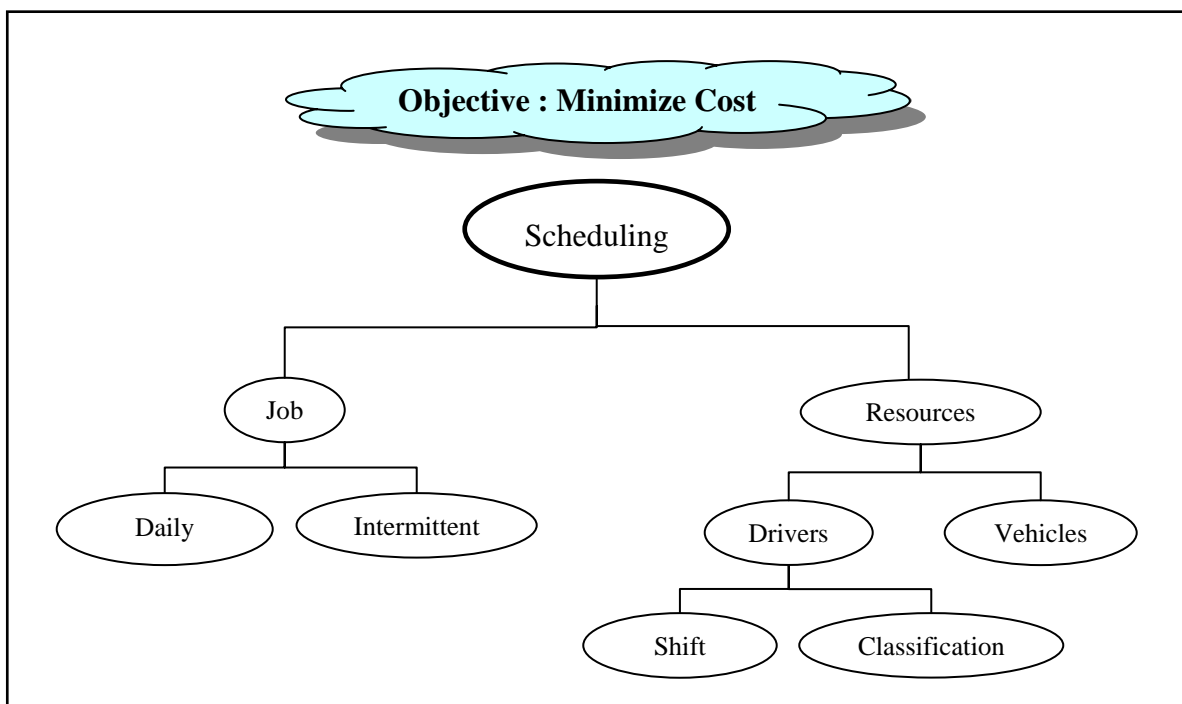 Objective : Minimize Cost
Scheduling
Job
Resources
Daily
Intermittent
Drivers
Vehicles
Shift
Classification